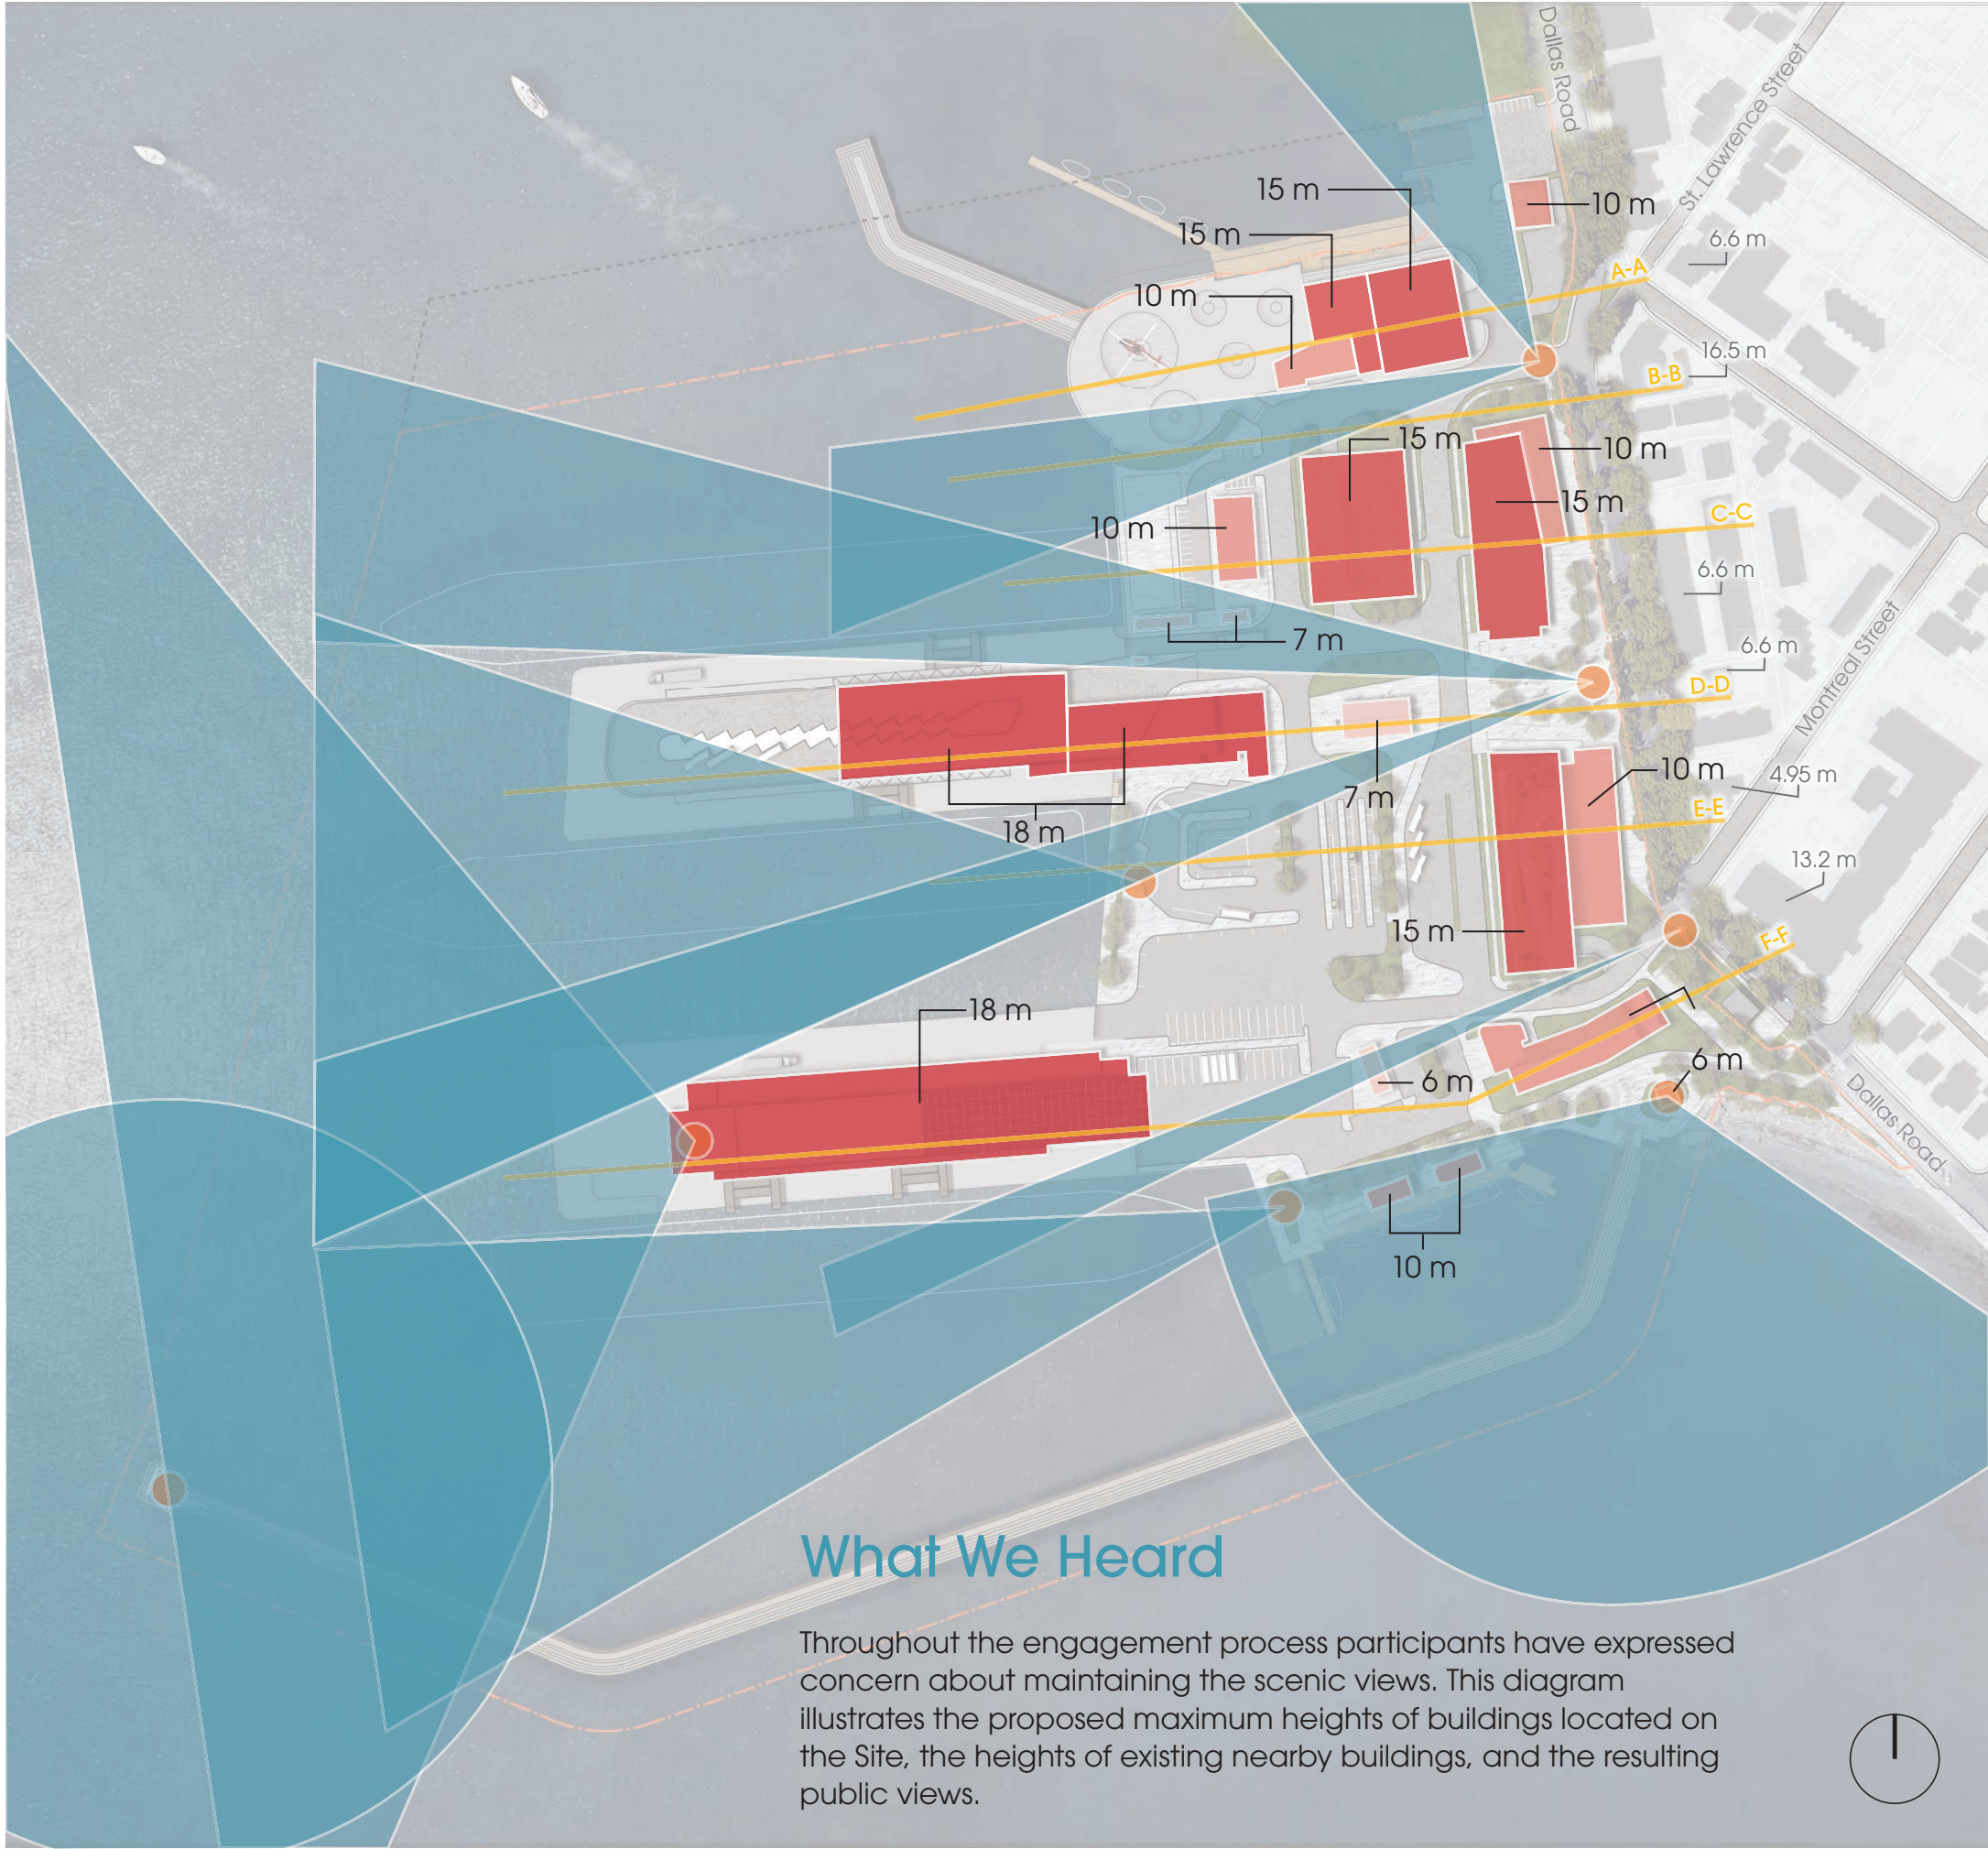 Dallas Road
St. Lawrence Street
15 m
10 m
15 m
6.6 m
A-A
10 m
16.5 m
B-B
15 m
10 m
15 m
C-C
10 m
6.6 m
7 m
6.6 m
D-D
Montreal Street
10 m
4.95 m
7 m
E-E
18 m
13.2 m
15 m
F-F
18 m
6 m
6 m
Dallas Road
10 m
What We Heard
Throughout the engagement process participants have expressed
concern about maintaining the scenic views. This diagram
illustrates the proposed maximum heights of buildings located on
the Site, the heights of existing nearby buildings, and the resulting
public views.